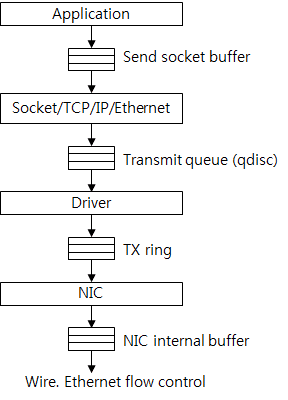 Application
Send socket buffer
Socket/TCP/IP/Ethernet
Transmit queue (qdisc)
Driver
TX ring
NIC
NIC internal buffer
Wire. Ethernet flow control